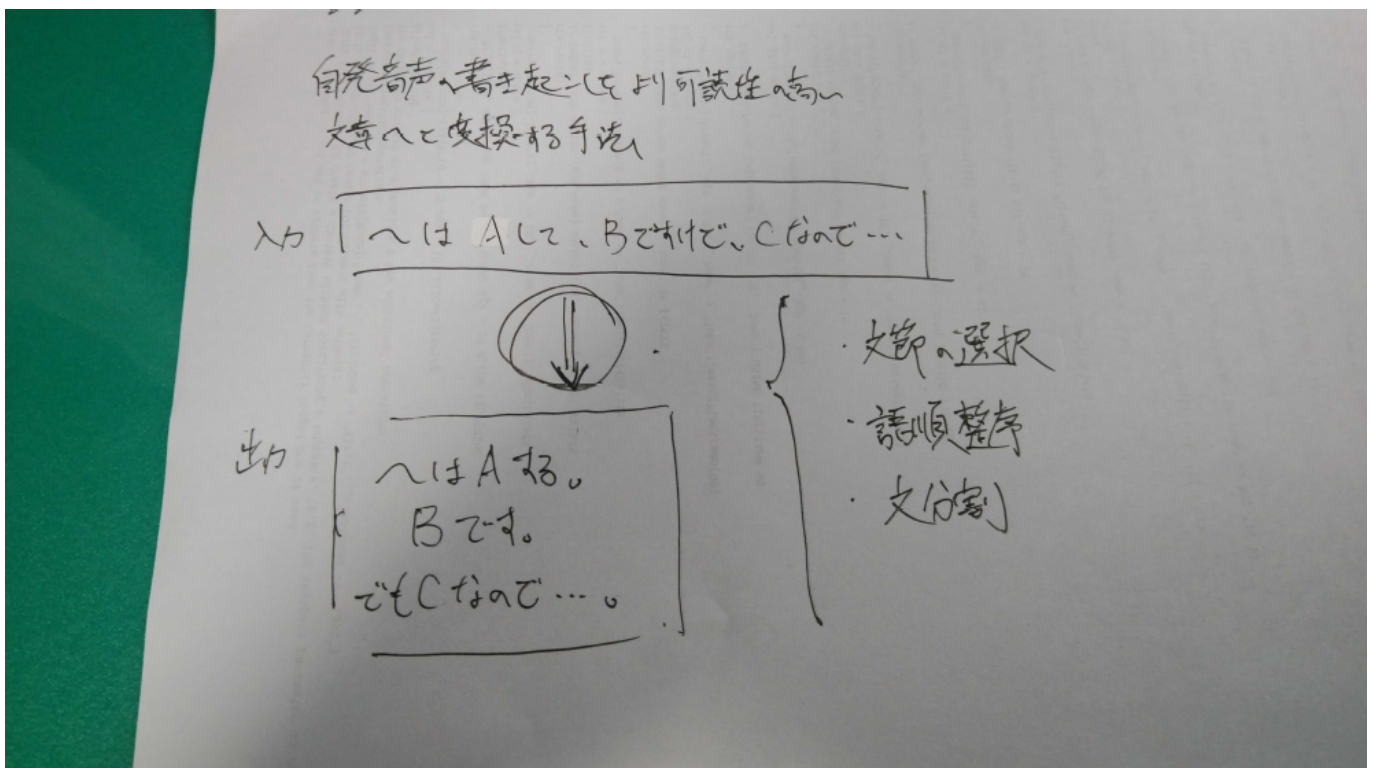 自発音声の書き起こしをより可読性の高い
文章へと変換する手法
入力
〜は Aして、Bですけど、Cなので…
・文節の選択
・語順整序
・文分割
出力
〜は Aする。
Bです。
でもCなので…。